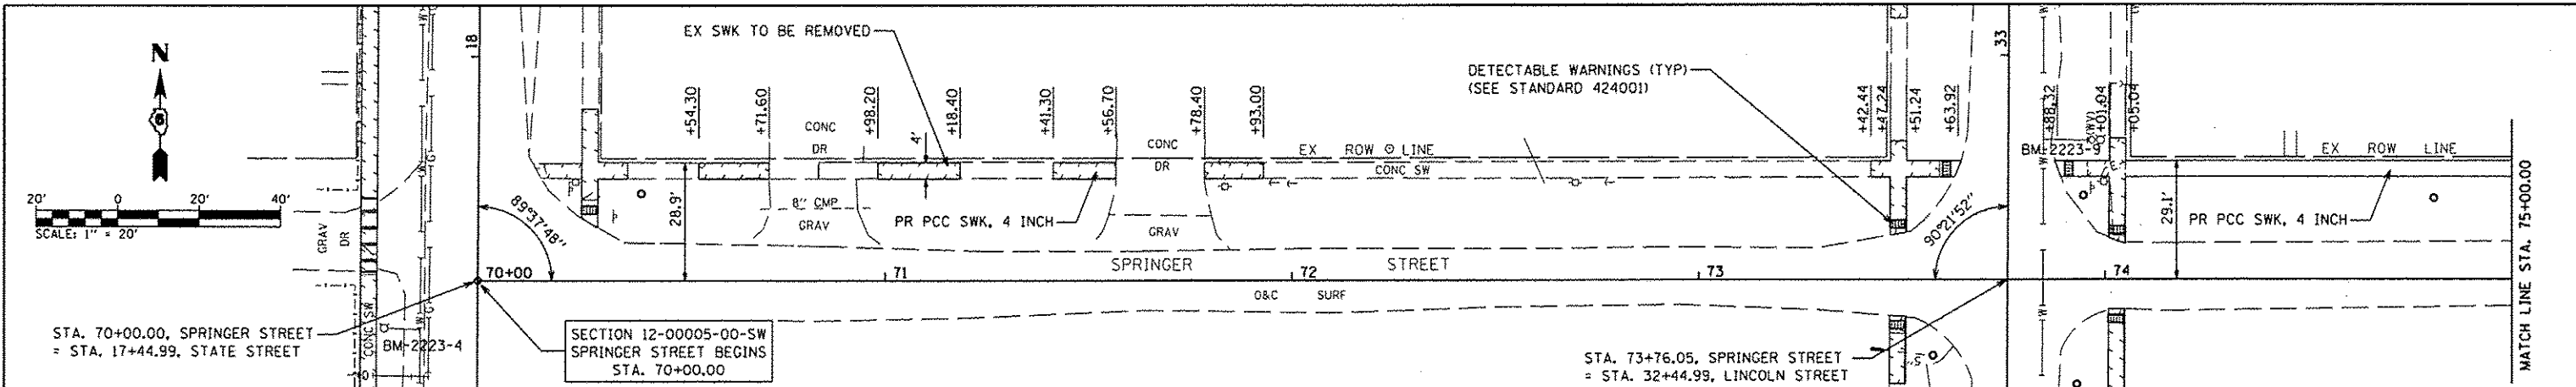 N
6
20' 0 20' 40'
SCALE: 1" = 20'
GRAV
DR
CONC SW
W
G
18
EX SWK TO BE REMOVED
+54.30
+71.60
CONC
DR
+98.20
+18.40
4'
+41.30
+56.70
CONC
DR
+78.40
+93.00
EX ROW LINE
CONC SW
DETECTABLE WARNINGS (TYP)
(SEE STANDARD 424001)
+42.44
+47.24
+51.24
+63.92
33
+88.32
+01.04
+05.04
BM-2223-9
EX ROW LINE
89°37'48"
28.9'
8" CMP
GRAV
PR PCC SWK, 4 INCH
GRAV
90°21'52"
29.1'
PR PCC SWK, 4 INCH
70+00
71
SPRINGER STREET
72
73
74
O&C SURF
STA. 70+00.00, SPRINGER STREET
= STA. 17+44.99, STATE STREET
BM-2223-4
SECTION 12-00005-00-SW
SPRINGER STREET BEGINS
STA. 70+00.00
STA. 73+76.05, SPRINGER STREET
= STA. 32+44.99, LINCOLN STREET
5'
MATCH LINE STA. 75+00.00